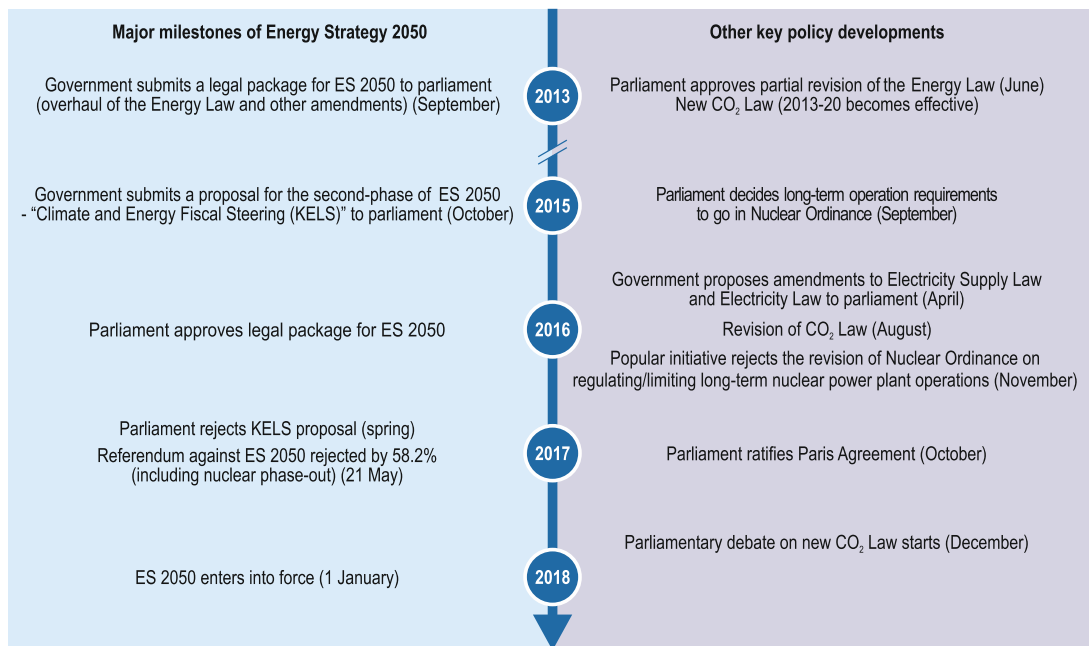 Major milestones of Energy Strategy 2050
Other key policy developments
Government submits a legal package for ES 2050 to parliament
(overhaul of the Energy Law and other amendments) (September)
2013
Parliament approves partial revision of the Energy Law (June)
New CO₂ Law (2013-20 becomes effective)
Government submits a proposal for the second-phase of ES 2050
- “Climate and Energy Fiscal Steering (KELS)” to parliament (October)
2015
Parliament decides long-term operation requirements
to go in Nuclear Ordinance (September)
Parliament approves legal package for ES 2050
2016
Government proposes amendments to Electricity Supply Law
and Electricity Law to parliament (April)
Revision of CO₂ Law (August)
Popular initiative rejects the revision of Nuclear Ordinance on
regulating/limiting long-term nuclear power plant operations (November)
Parliament rejects KELS proposal (spring)
Referendum against ES 2050 rejected by 58.2%
(including nuclear phase-out) (21 May)
2017
Parliament ratifies Paris Agreement (October)
Parliamentary debate on new CO₂ Law starts (December)
ES 2050 enters into force (1 January)
2018